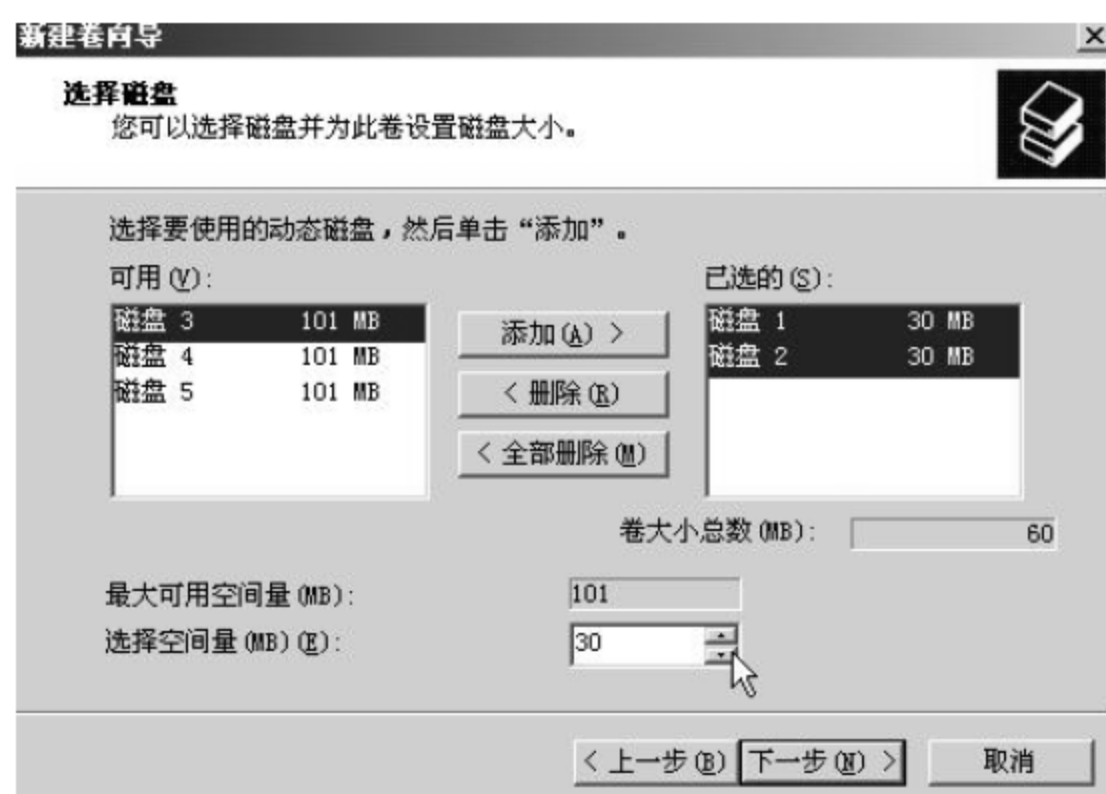 新建卷向导
选择磁盘
您可以选择磁盘并为此卷设置磁盘大小。
选择要使用的动态磁盘，然后单击“添加”。
可用(V):
已选的(S):
磁盘 3 101 MB
磁盘 4 101 MB
磁盘 5 101 MB
添加(A) >
< 删除(R)
< 全部删除(M)
磁盘 1 30 MB
磁盘 2 30 MB
卷大小总数(MB): 60
最大可用空间量(MB): 101
选择空间量(MB)(E): 30
< 上一步(B)
下一步(N) >
取消